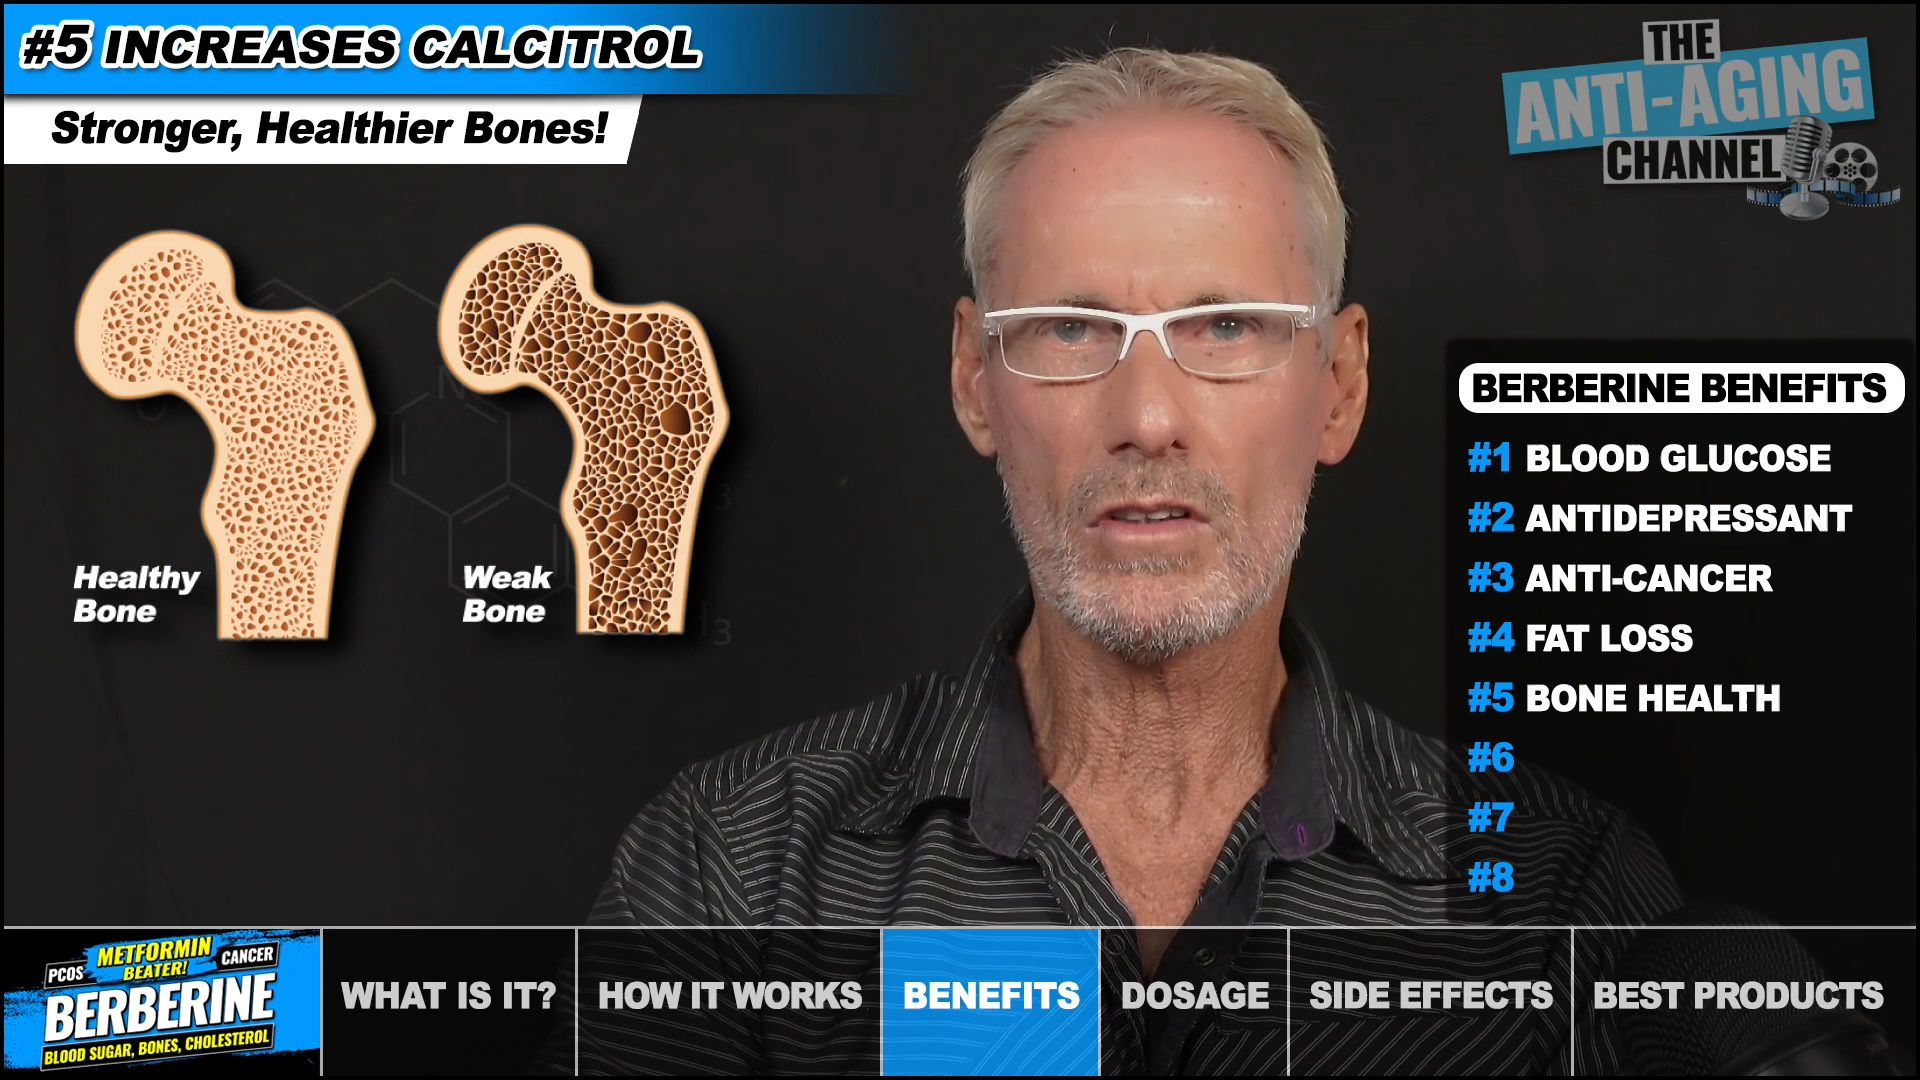 #5 INCREASES CALCITROL
Stronger, Healthier Bones!
THE
ANTI-AGING
CHANNEL
Healthy
Bone
Weak
Bone
N
3
3
BERBERINE BENEFITS
#1 BLOOD GLUCOSE
#2 ANTIDEPRESSANT
#3 ANTI-CANCER
#4 FAT LOSS
#5 BONE HEALTH
#6
#7
#8
PCOS
METFORMIN
BEATER!
CANCER
BERBERINE
BLOOD SUGAR, BONES, CHOLESTEROL
WHAT IS IT?
HOW IT WORKS
BENEFITS
DOSAGE
SIDE EFFECTS
BEST PRODUCTS